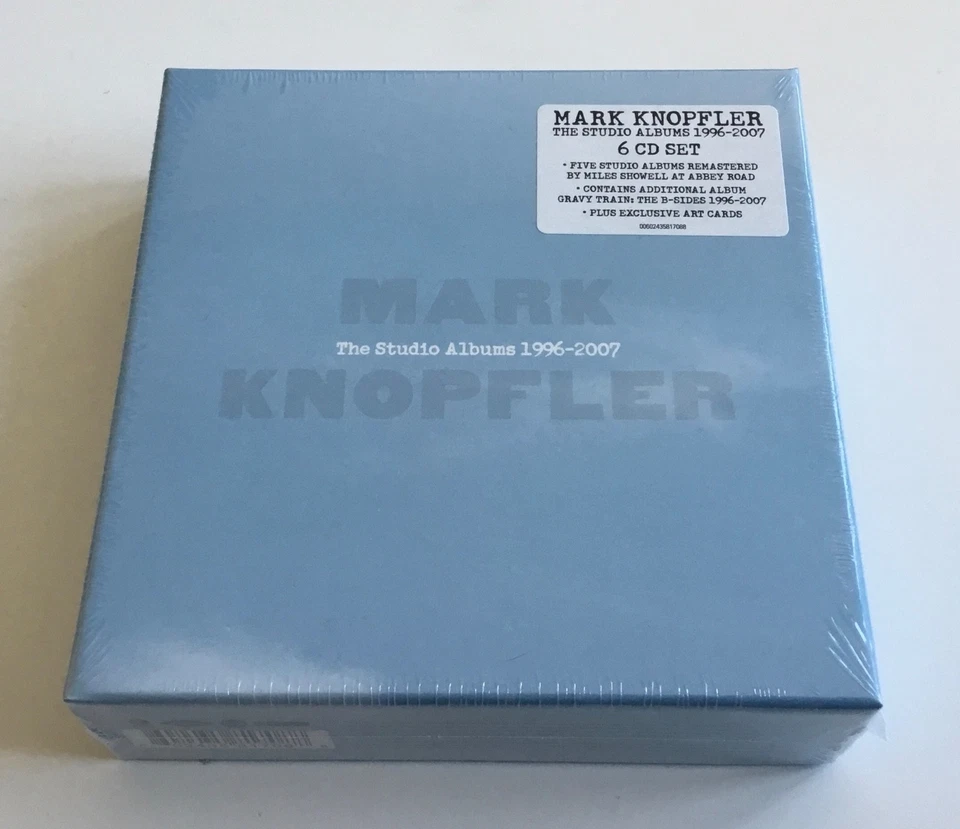 MARK KNOPFLER
THE STUDIO ALBUMS 1996-2007
6 CD SET
• FIVE STUDIO ALBUMS REMASTERED
BY MILES SHOWELL AT ABBEY ROAD
• CONTAINS ADDITIONAL ALBUM
GRAVY TRAIN: THE B-SIDES 1996-2007
• PLUS EXCLUSIVE ART CARDS
00602435817088
MARK
The Studio Albums 1996-2007
KNOPFLER